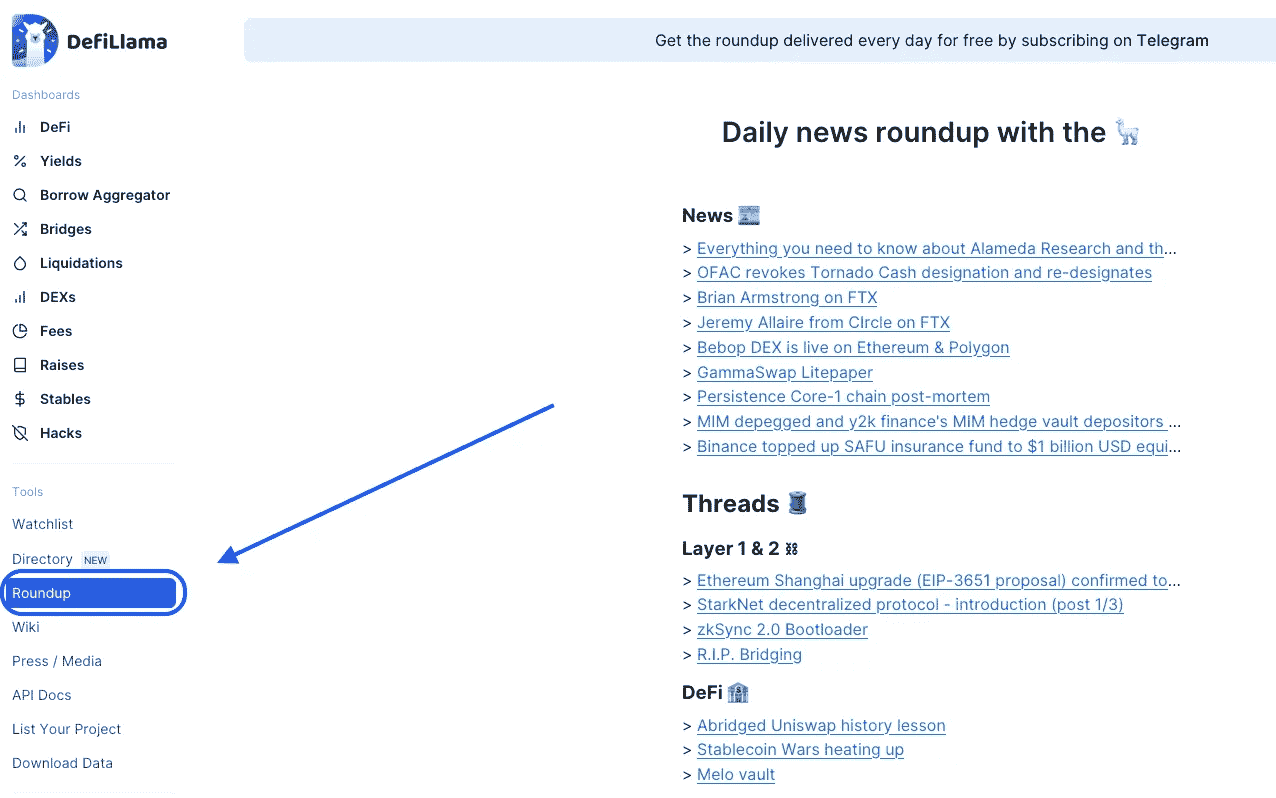 DefiLlama
Dashboards
DeFi
Yields
Borrow Aggregator
Bridges
Liquidations
DEXs
Fees
Raises
Stables
Hacks
Tools
Watchlist
Directory NEW
Roundup
Wiki
Press / Media
API Docs
List Your Project
Download Data
Get the roundup delivered every day for free by subscribing on Telegram
Daily news roundup with the 🦙
News 📰
> Everything you need to know about Alameda Research and th...
> OFAC revokes Tornado Cash designation and re-designates
> Brian Armstrong on FTX
> Jeremy Allaire from CIrcle on FTX
> Bebop DEX is live on Ethereum & Polygon
> GammaSwap Litepaper
> Persistence Core-1 chain post-mortem
> MIM depegged and y2k finance's MIM hedge vault depositors ...
> Binance topped up SAFU insurance fund to $1 billion USD equi...
Threads 🧵
Layer 1 & 2 ⛓
> Ethereum Shanghai upgrade (EIP-3651 proposal) confirmed to...
> StarkNet decentralized protocol - introduction (post 1/3)
> zkSync 2.0 Bootloader
> R.I.P. Bridging
DeFi 🏦
> Abridged Uniswap history lesson
> Stablecoin Wars heating up
> Melo vault